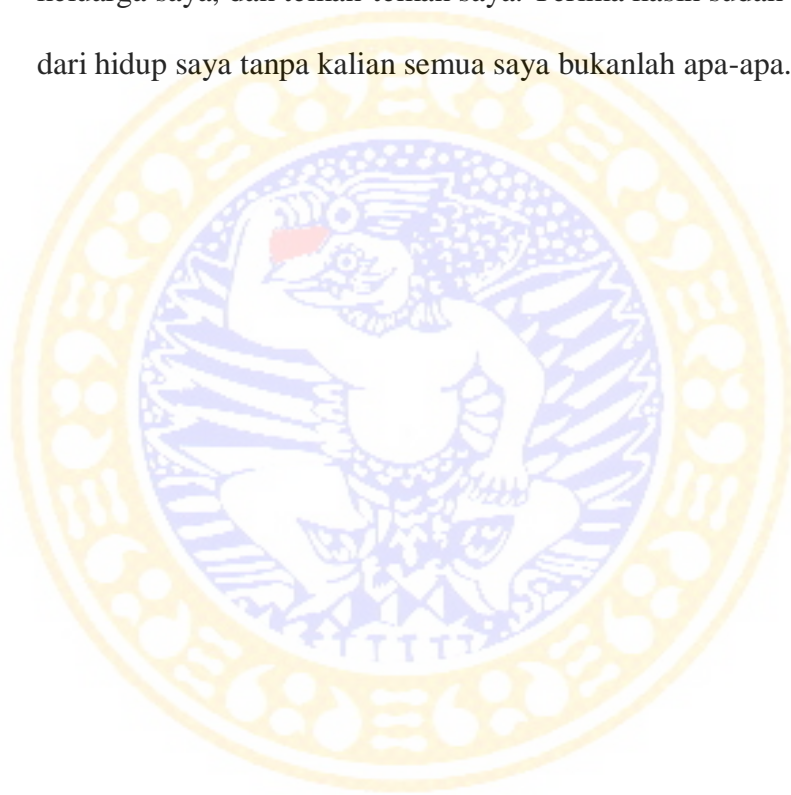 keluarga saya, dan teman-teman saya. Terima kasih sudah
dari hidup saya tanpa kalian semua saya bukanlah apa-apa.